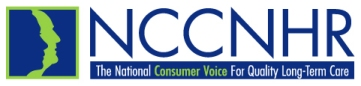 NCCNHR
The National Consumer Voice For Quality Long-Term Care